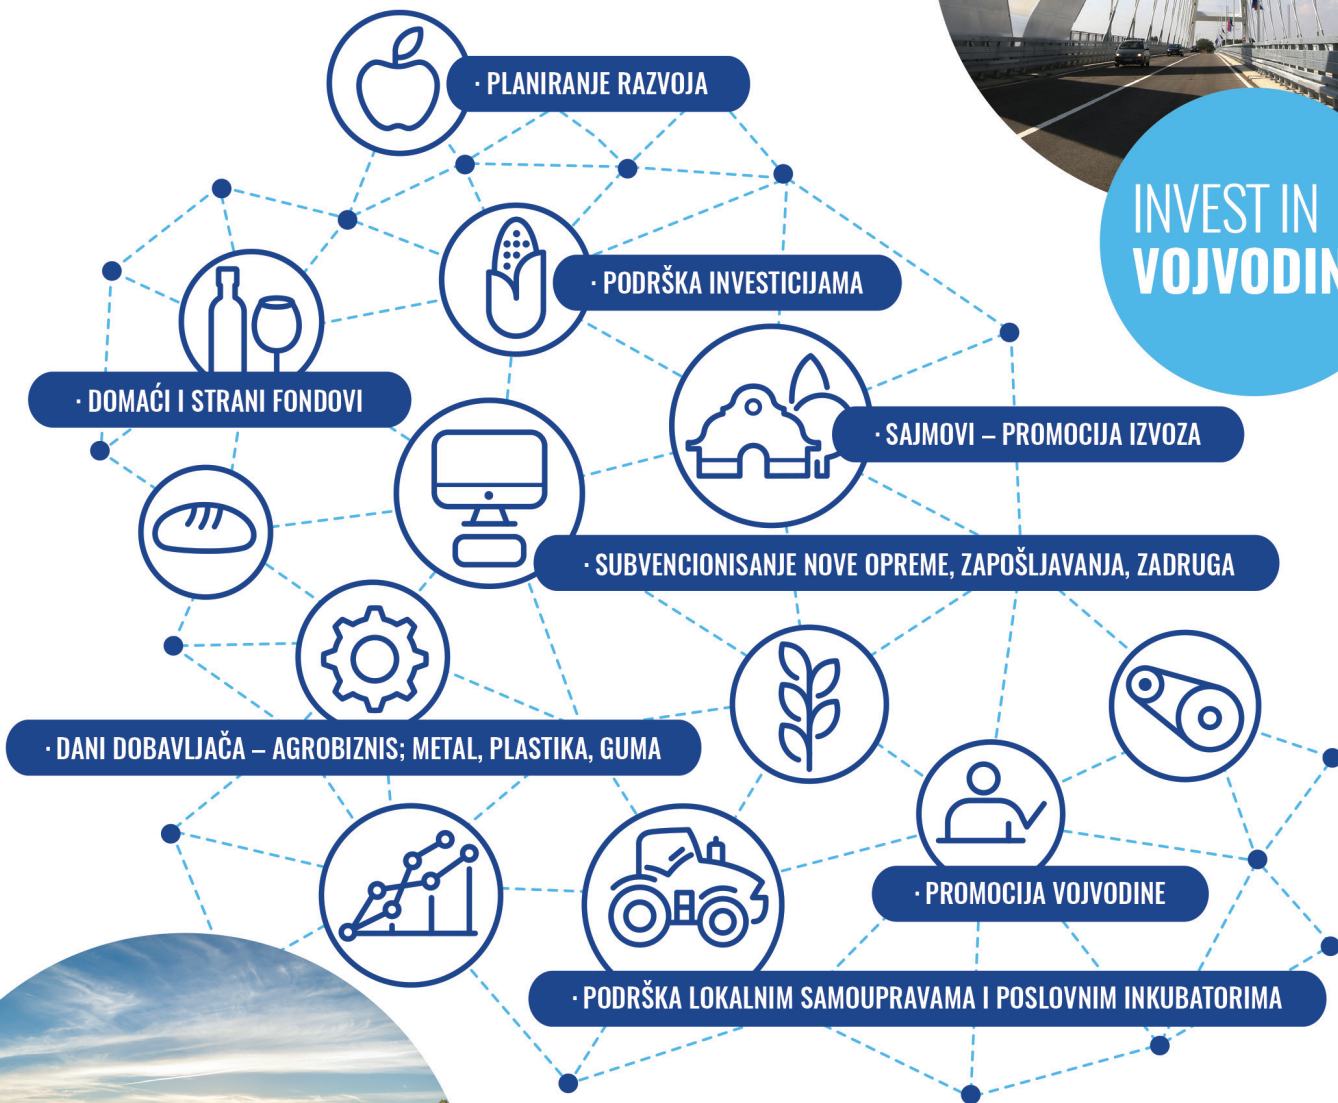 · PLANIRANJE RAZVOJA
INVEST IN
VOJVODIN
· PODRŠKA INVESTICIJAMA
· DOMAĆI I STRANI FONDOVI
· SAJMOVI – PROMOCIJA IZVOZA
· SUBVENCIONISANJE NOVE OPREME, ZAPOŠLJAVANJA, ZADRUGA
· DANI DOBAVLJAČA – AGROBIZNIS; METAL, PLASTIKA, GUMA
· PROMOCIJA VOJVODINE
· PODRŠKA LOKALNIM SAMOUPRAVAMA I POSLOVNIM INKUBATORIMA